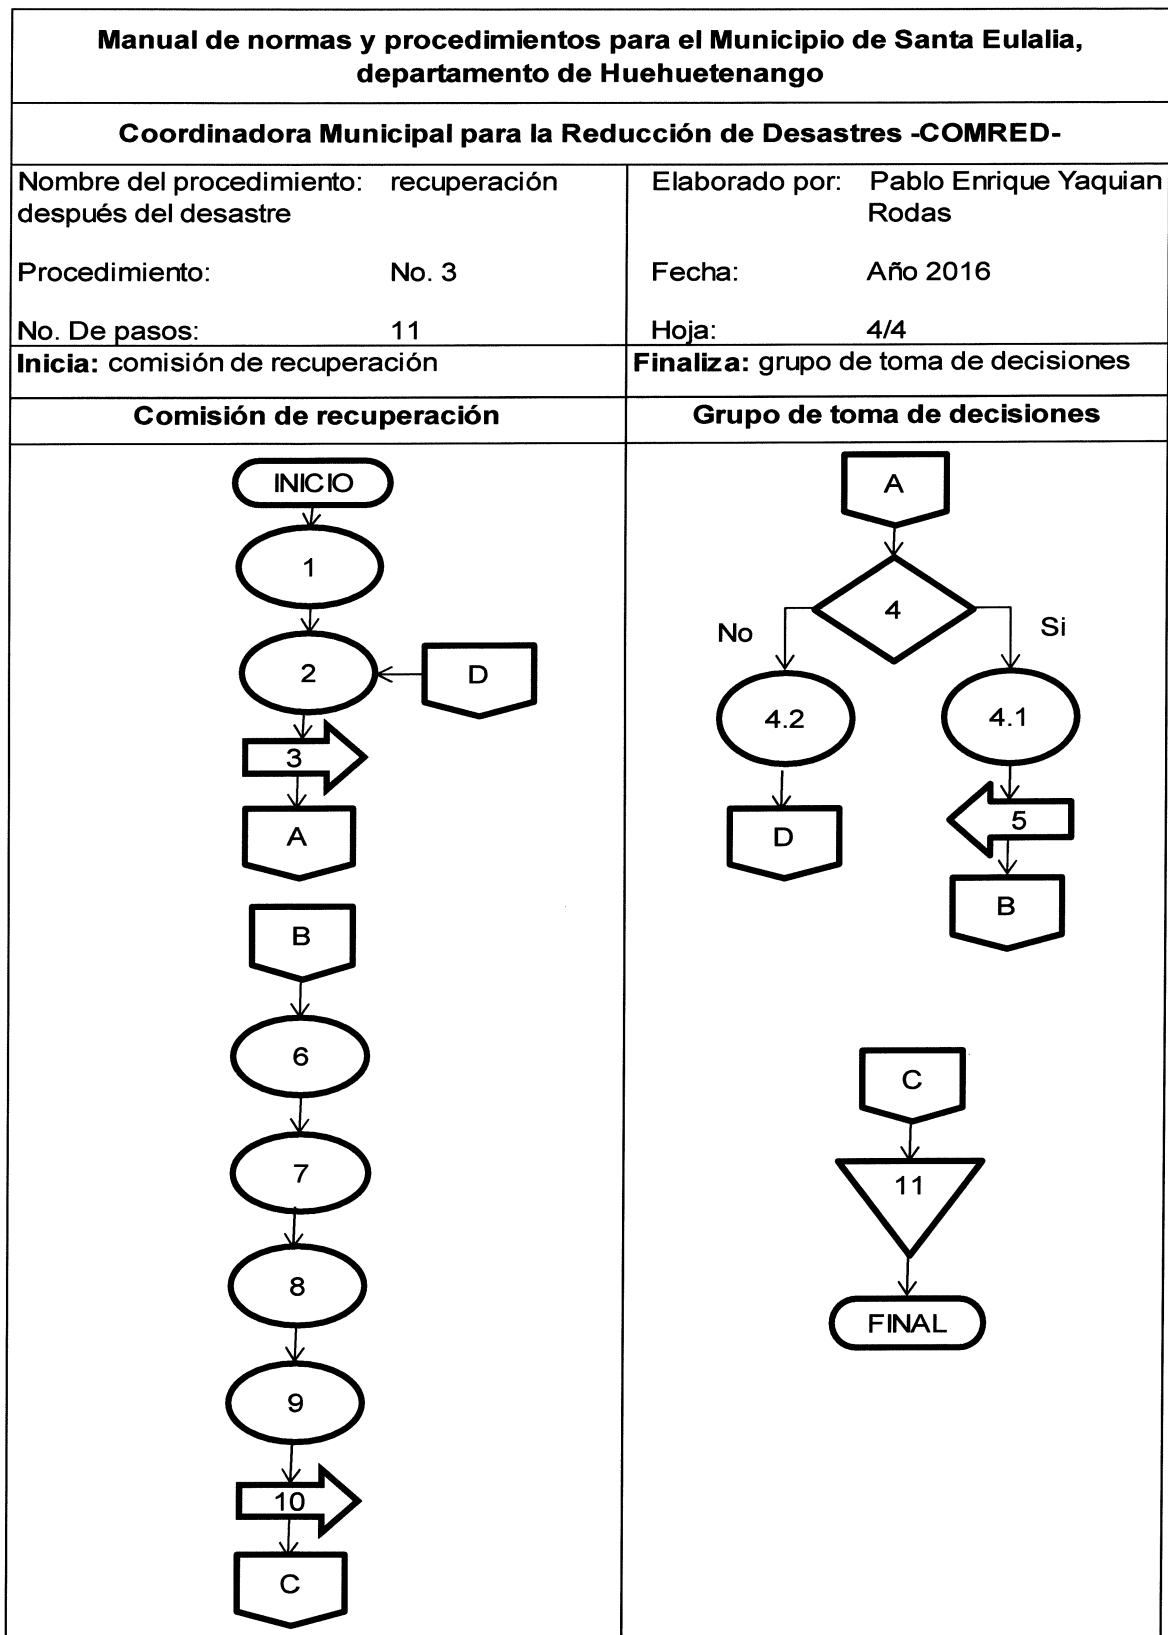 Manual de normas y procedimientos para el Municipio de Santa Eulalia,
departamento de Huehuetenango
Coordinadora Municipal para la Reducción de Desastres -COMRED-
Nombre del procedimiento: recuperación
después del desastre
Procedimiento: No. 3
No. De pasos: 11
Elaborado por: Pablo Enrique Yaquian
Rodas
Fecha: Año 2016
Hoja: 4/4
Inicia: comisión de recuperación
Finaliza: grupo de toma de decisiones
Comisión de recuperación
Grupo de toma de decisiones
INICIO
1
2
D
3
A
B
6
7
8
9
10
C
A
4
No
Si
4.2
4.1
D
5
B
C
11
FINAL